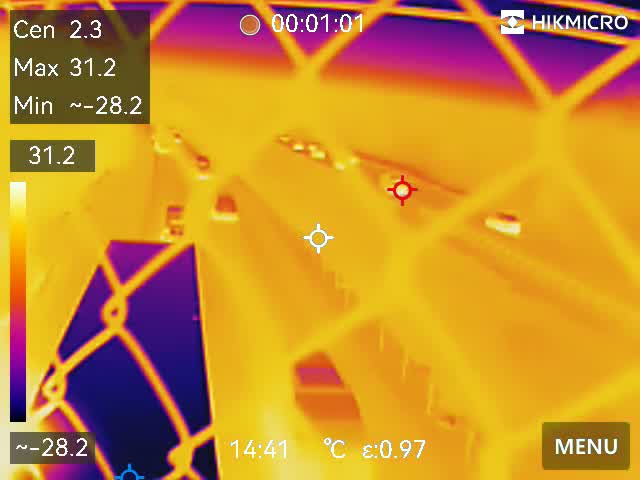 Cen 2.3
Max 31.2
Min ~-28.2
00:01:01
HIKMICRO
31.2
~-28.2
14:41 ℃ ε:0.97
MENU